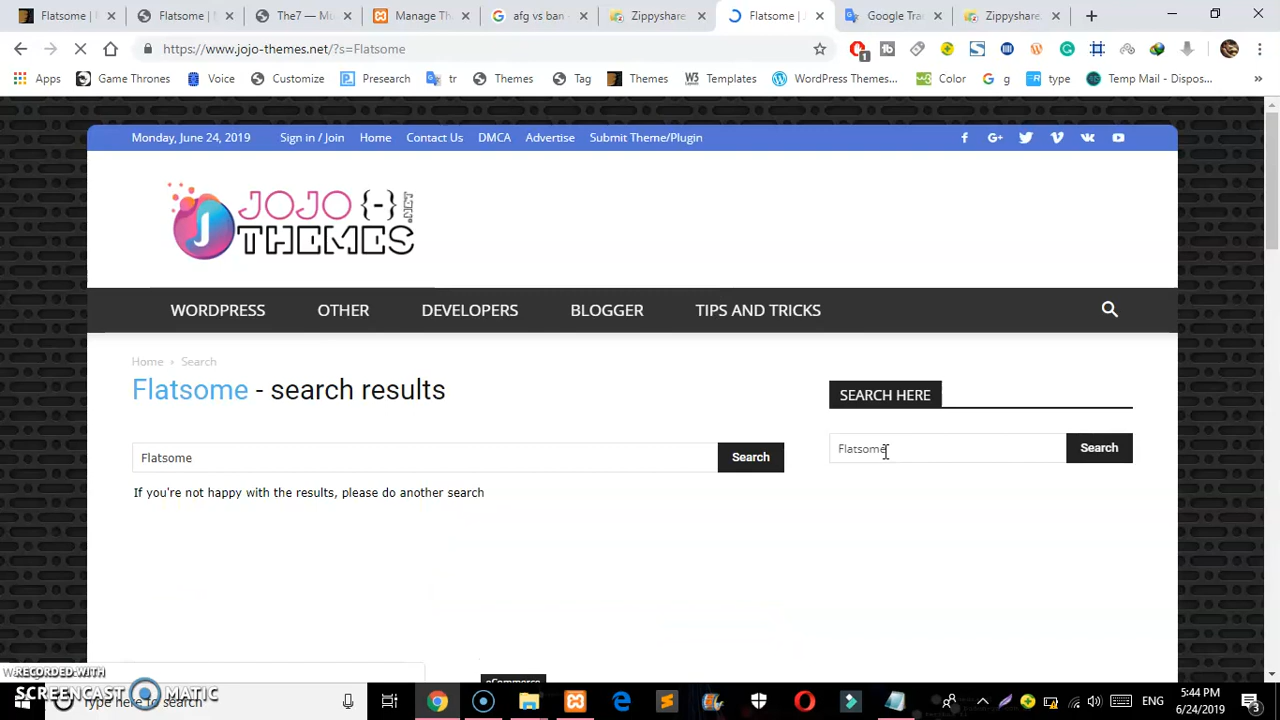 Flatsome |
Flatsome |
The7 — Mu
Manage Th
afg vs ban -
Zippyshare
Flatsome |
Google Tra
Zippyshare.
https://www.jojo-themes.net/?s=Flatsome
Apps Game Thrones Voice Customize Presearch tr Themes Tag Themes Templates WordPress Themes... Color g type Temp Mail - Dispos...
Monday, June 24, 2019 Sign in / Join Home Contact Us DMCA Advertise Submit Theme/Plugin
JOJO {-} .NET
THEMES
WORDPRESS OTHER DEVELOPERS BLOGGER TIPS AND TRICKS
Home › Search
Flatsome - search results
SEARCH HERE
Flatsome Search
Flatsome Search
If you're not happy with the results, please do another search
eCommerce
RECORDED WITH
SCREENCAST MATIC
Type here to search
ENG
5:44 PM
6/24/2019
3